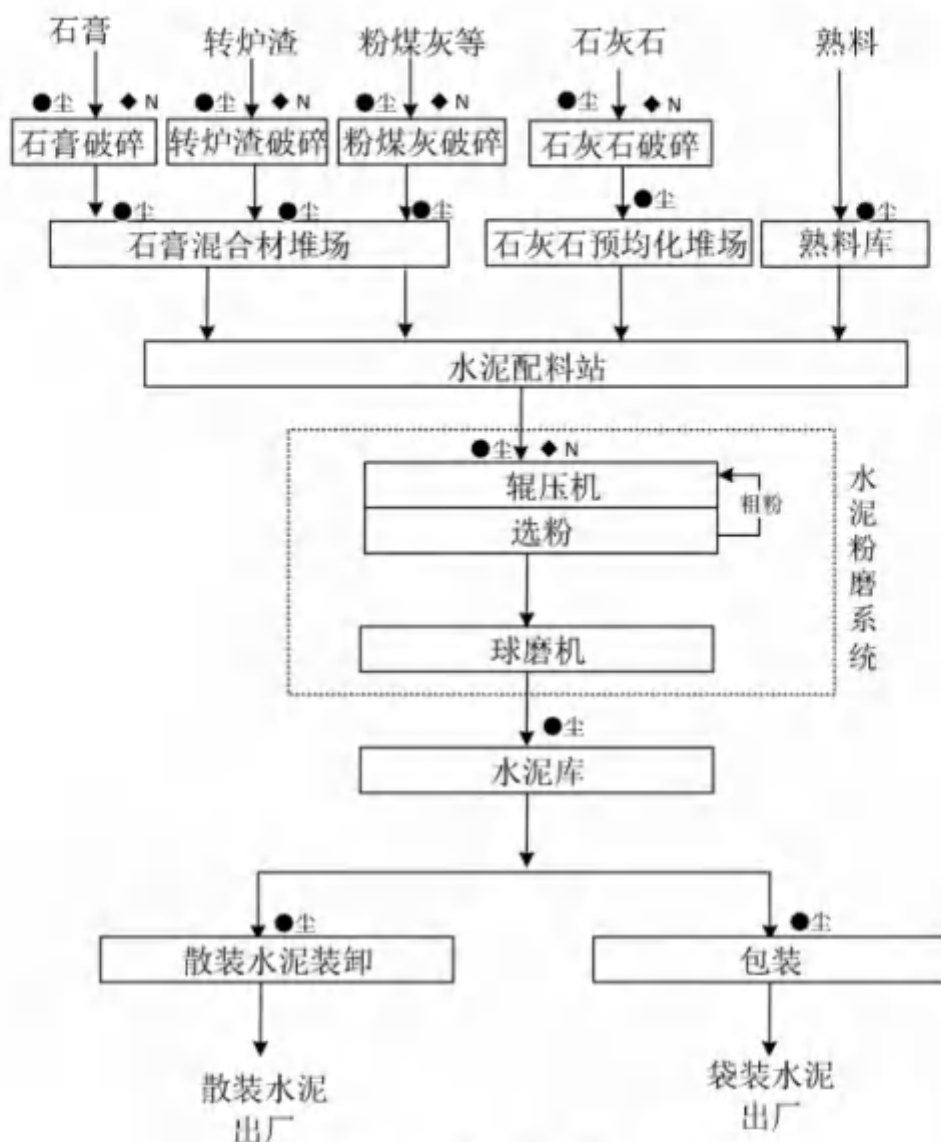 石膏 转炉渣 粉煤灰等 石灰石 熟料
●尘 ◆N ●尘 ◆N ●尘 ◆N ●尘 ◆N
石膏破碎 转炉渣破碎 粉煤灰破碎 石灰石破碎
●尘 ●尘 ●尘 ●尘 ●尘
石膏混合材堆场 石灰石预均化堆场 熟料库
水泥配料站
●尘 ◆N
辊压机
粗粉
选粉
水泥粉磨系统
球磨机
●尘
水泥库
●尘 ●尘
散装水泥装卸 包装
散装水泥 袋装水泥
出厂 出厂